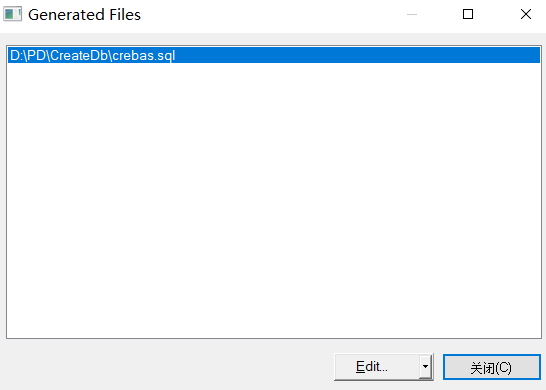 Generated Files
D:\PD\CreateDb\crebas.sql
Edit...
关闭(C)